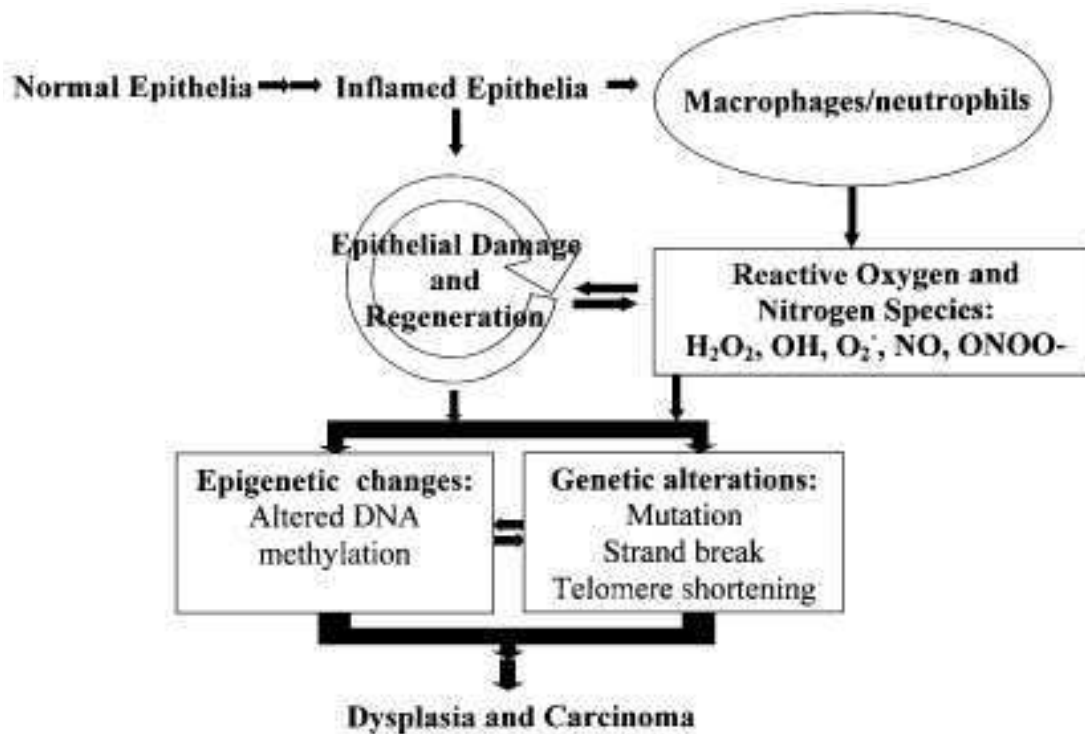 Normal Epithelia
Inflamed Epithelia
Macrophages/neutrophils
Epithelial Damage
and
Regeneration
Reactive Oxygen and
Nitrogen Species:
H₂O₂, OH, O₂˙, NO, ONOO-
Epigenetic changes:
Altered DNA
methylation
Genetic alterations:
Mutation
Strand break
Telomere shortening
Dysplasia and Carcinoma